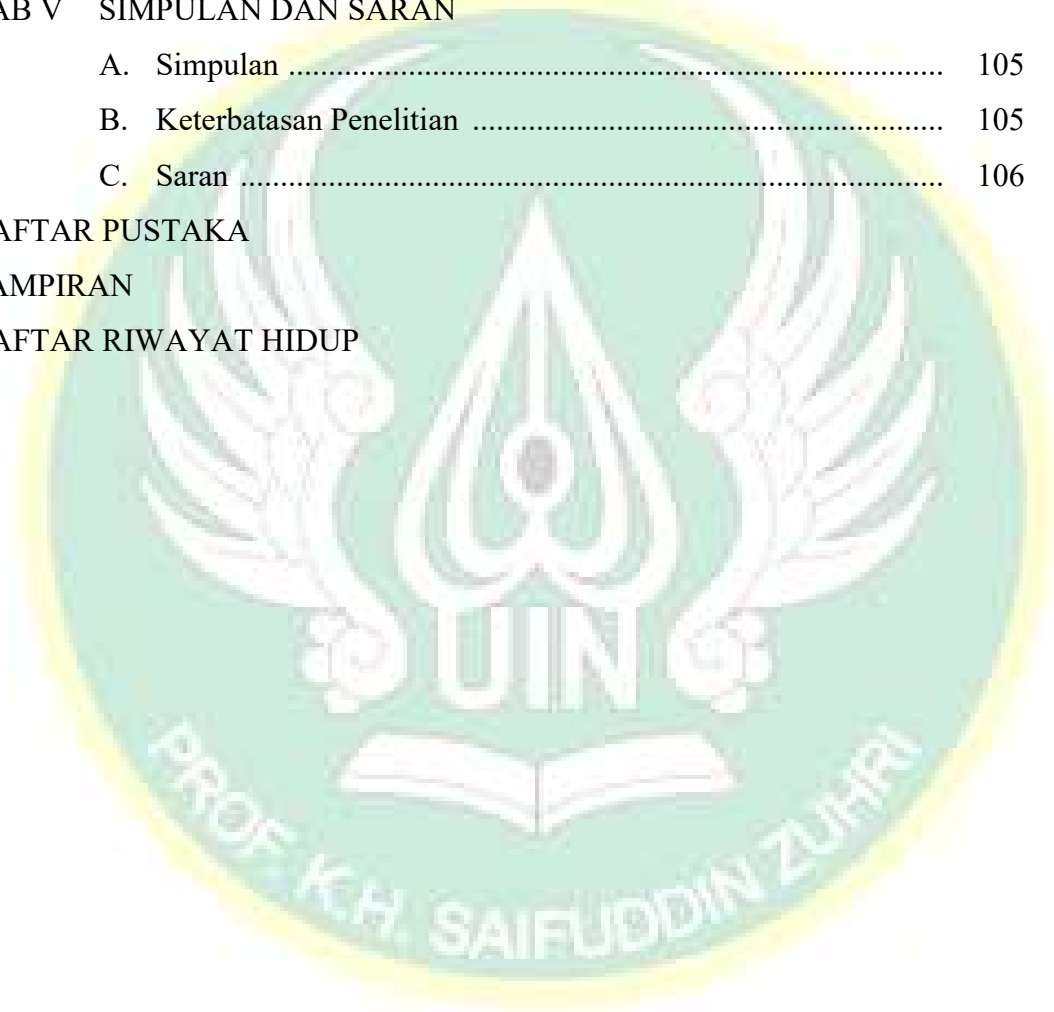 AB V SIMPULAN DAN SARAN
A. Simpulan ........................................................................ 105
B. Keterbatasan Penelitian .................................................. 105
C. Saran ............................................................................. 106
AFTAR PUSTAKA
AMPIRAN
AFTAR RIWAYAT HIDUP
UIN
PROF. K.H. SAIFUDDIN ZUHRI